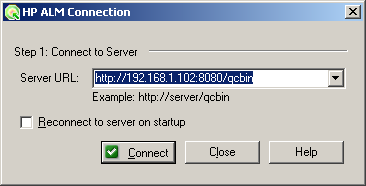 HP ALM Connection
Step 1: Connect to Server
Server URL: http://192.168.1.102:8080/qcbin
Example: http://server/qcbin
Reconnect to server on startup
Connect Close Help